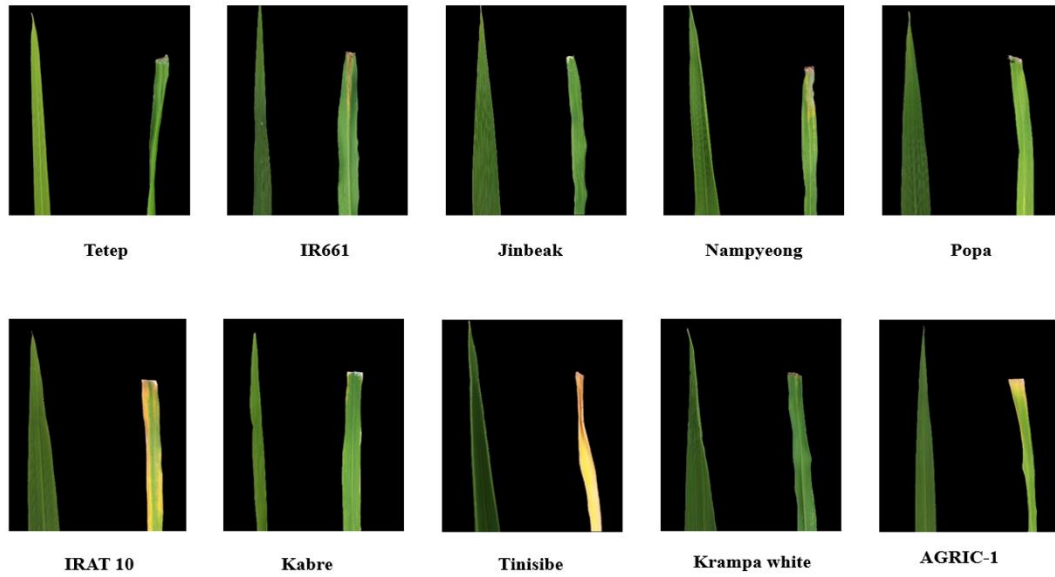 Tetep
IR661
Jinbeak
Nampyeong
Popa
IRAT 10
Kabre
Tinisibe
Krampa white
AGRIC-1